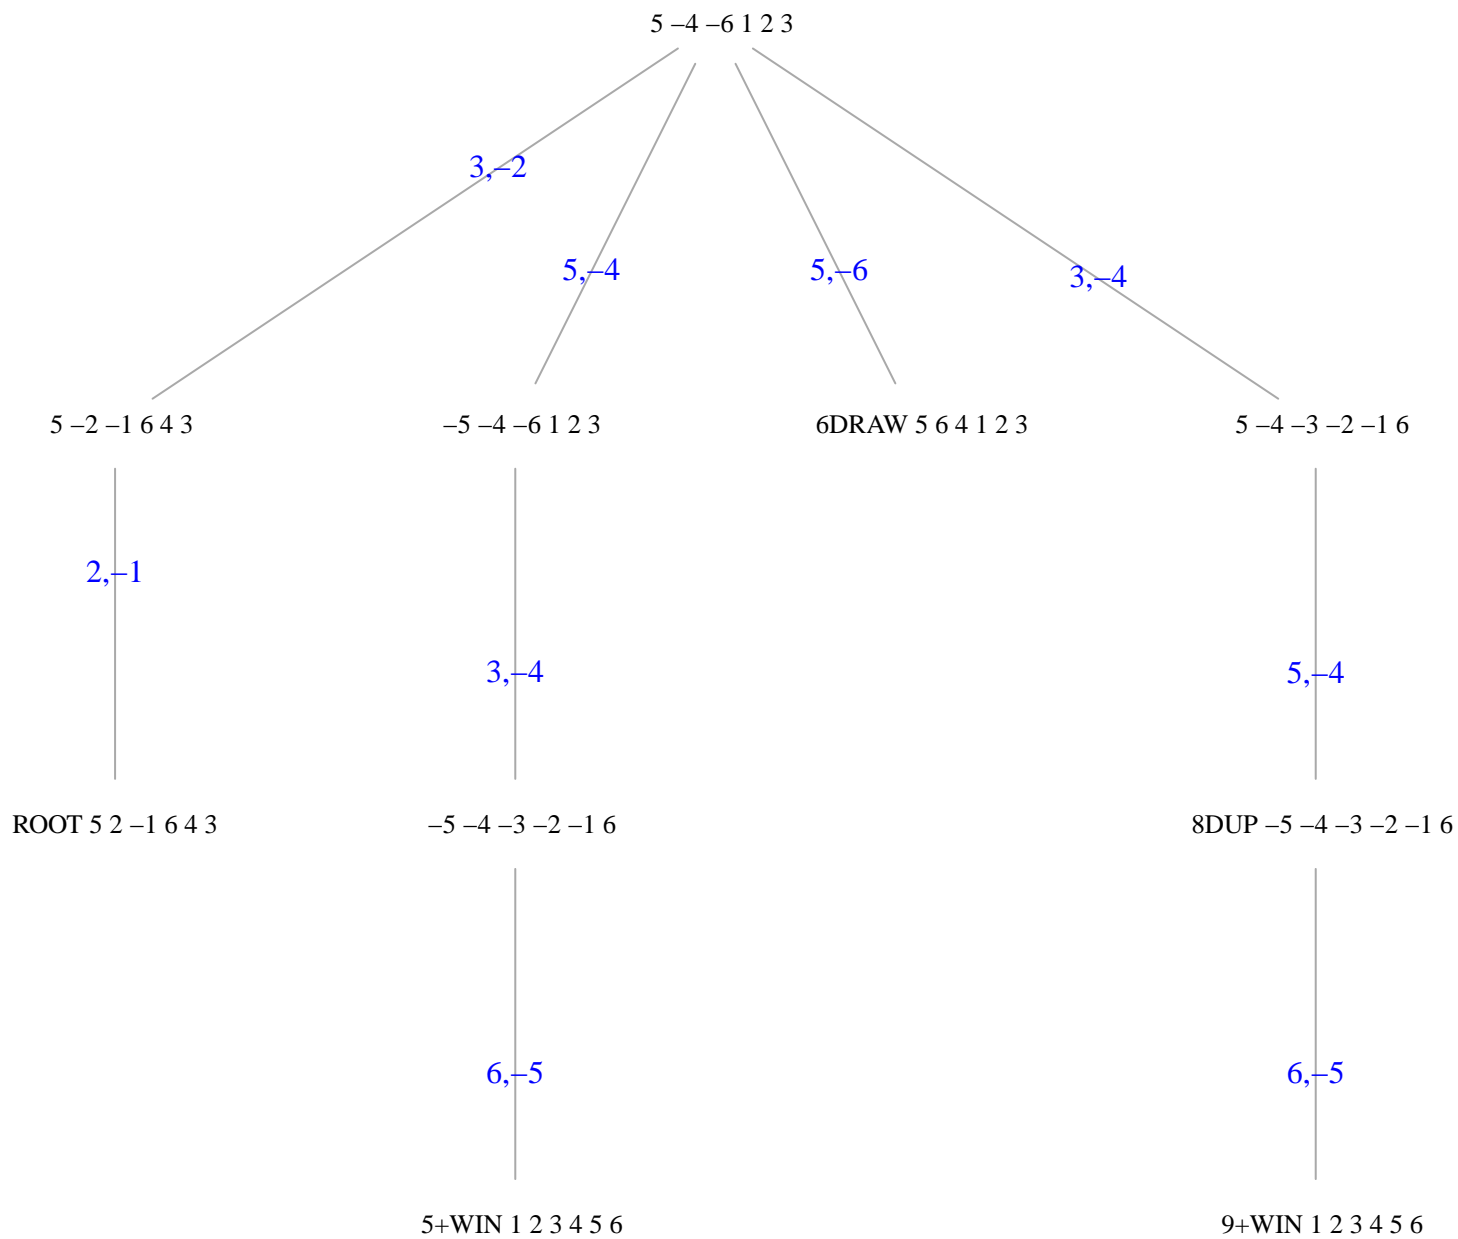 5 –4 –6 1 2 3
3,–2
5,–4
5,–6
3,–4
5 –2 –1 6 4 3
–5 –4 –6 1 2 3
6DRAW 5 6 4 1 2 3
5 –4 –3 –2 –1 6
2,–1
3,–4
5,–4
ROOT 5 2 –1 6 4 3
–5 –4 –3 –2 –1 6
8DUP –5 –4 –3 –2 –1 6
6,–5
6,–5
5+WIN 1 2 3 4 5 6
9+WIN 1 2 3 4 5 6